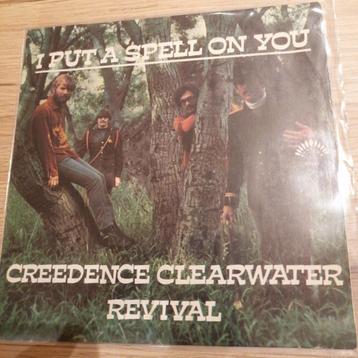 I PUT A SPELL ON YOU
CREEDENCE CLEARWATER
REVIVAL